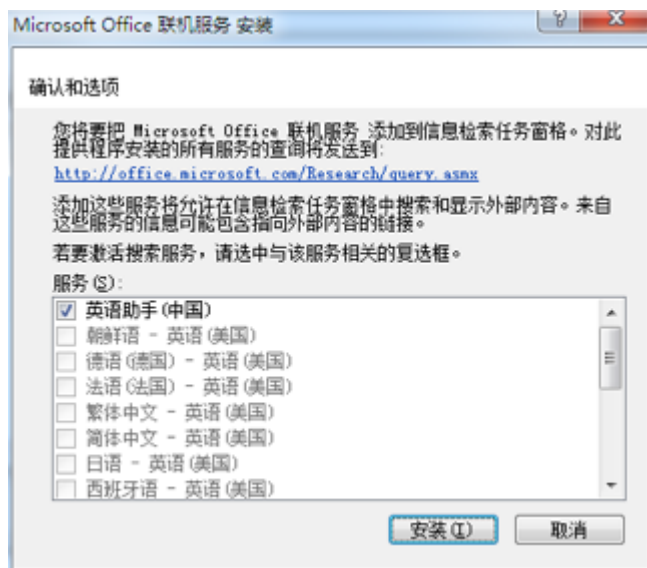 Microsoft Office 联机服务 安装
确认和选项
您将要把 Microsoft Office 联机服务 添加到信息检索任务窗格。对此
提供程序安装的所有服务的查询将发送到:
http://office.microsoft.com/Research/query.asmx
添加这些服务将允许在信息检索任务窗格中搜索和显示外部内容。来自
这些服务的信息可能包含指向外部内容的链接。
若要激活搜索服务，请选中与该服务相关的复选框。
服务(S):
英语助手(中国)
朝鲜语 - 英语(美国)
德语(德国) - 英语(美国)
法语(法国) - 英语(美国)
繁体中文 - 英语(美国)
简体中文 - 英语(美国)
日语 - 英语(美国)
西班牙语 - 英语(美国)
安装(I) 取消